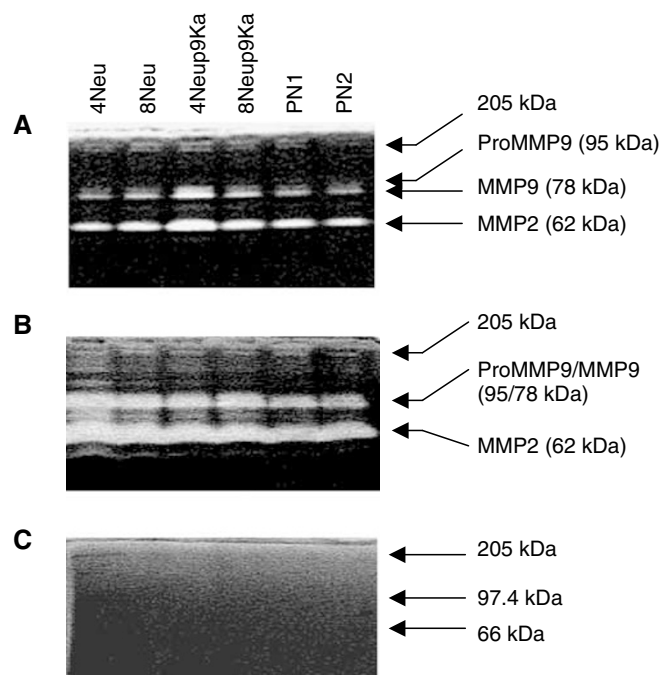 4Neu
8Neu
4Neup9Ka
8Neup9Ka
PN1
PN2
A
205 kDa
ProMMP9 (95 kDa)
MMP9 (78 kDa)
MMP2 (62 kDa)
B
205 kDa
ProMMP9/MMP9
(95/78 kDa)
MMP2 (62 kDa)
C
205 kDa
97.4 kDa
66 kDa